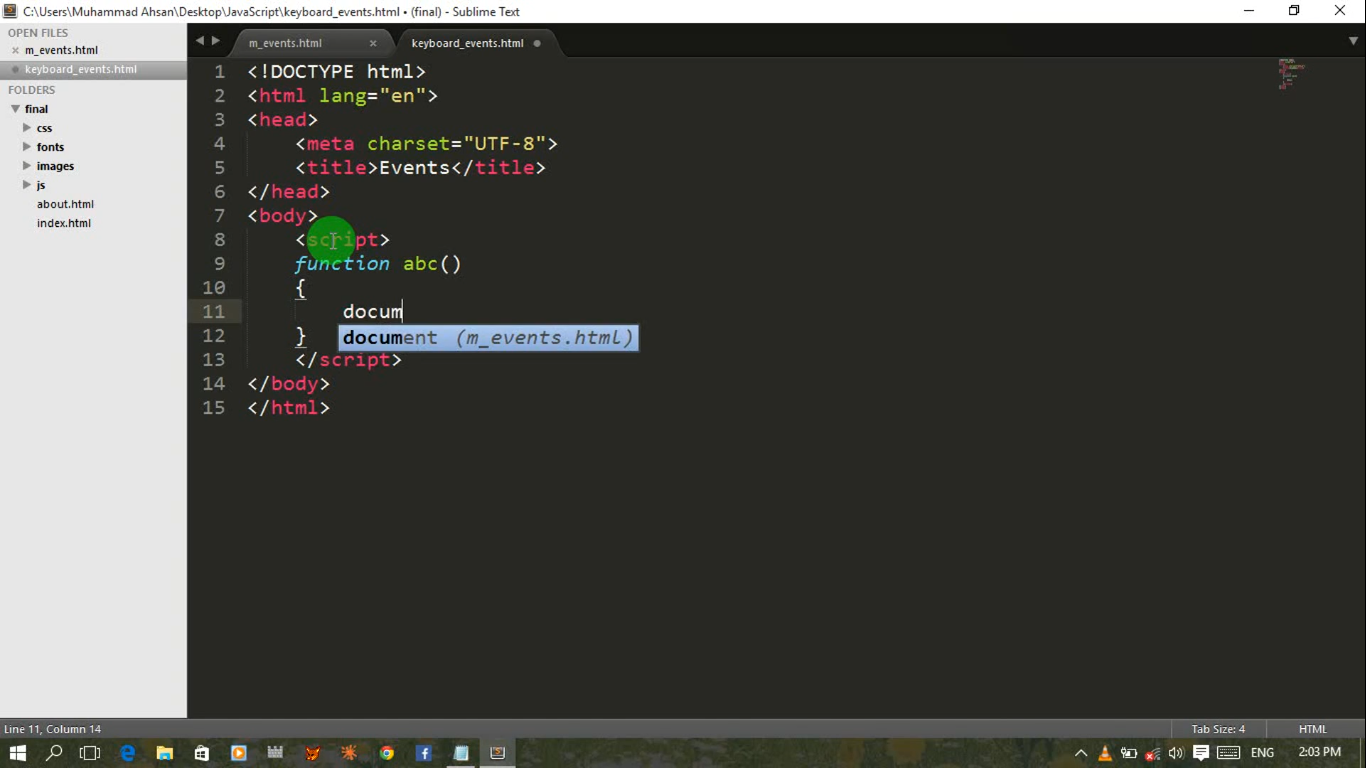 C:\Users\Muhammad Ahsan\Desktop\JavaScript\keyboard_events.html • (final) - Sublime Text
OPEN FILES
m_events.html
keyboard_events.html
FOLDERS
final
css
fonts
images
js
about.html
index.html
m_events.html
keyboard_events.html
1 <!DOCTYPE html>
2 <html lang="en">
3 <head>
4 <meta charset="UTF-8">
5 <title>Events</title>
6 </head>
7 <body>
8 <script>
9 function abc()
10 {
11 docum
12 }
document (m_events.html)
13 </script>
14 </body>
15 </html>
Line 11, Column 14
Tab Size: 4
HTML
ENG
2:03 PM